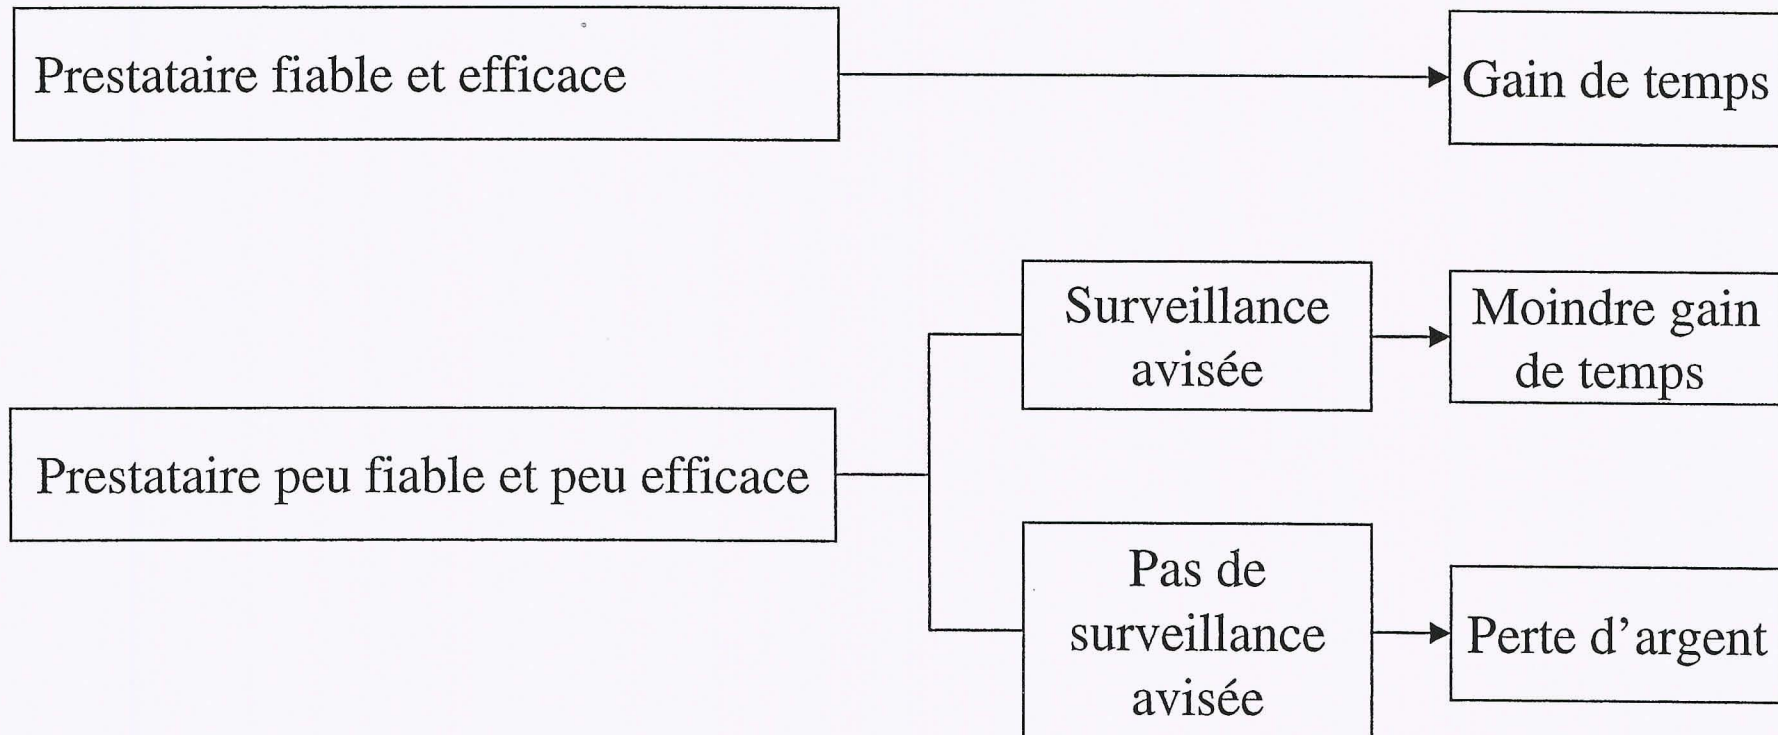 Prestataire fiable et efficace
Gain de temps
Surveillance
avisée
Moindre gain
de temps
Prestataire peu fiable et peu efficace
Pas de
surveillance
avisée
Perte d’argent